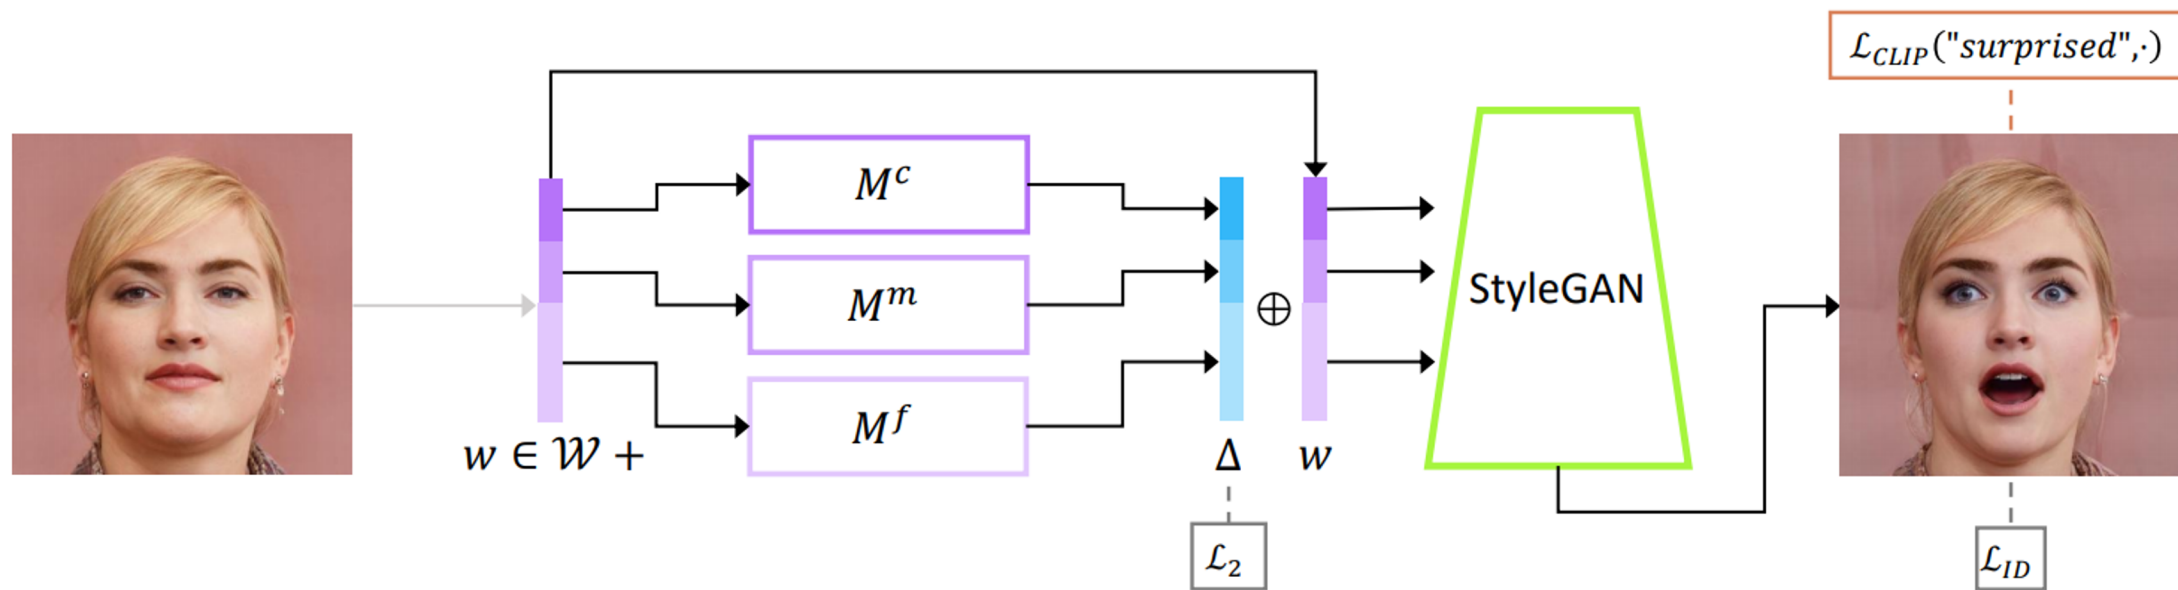 ℒ_CLIP("surprised",·)
M^c
M^m
M^f
StyleGAN
w ∈ 𝒲 +
Δ
⊕
w
ℒ_2
ℒ_ID